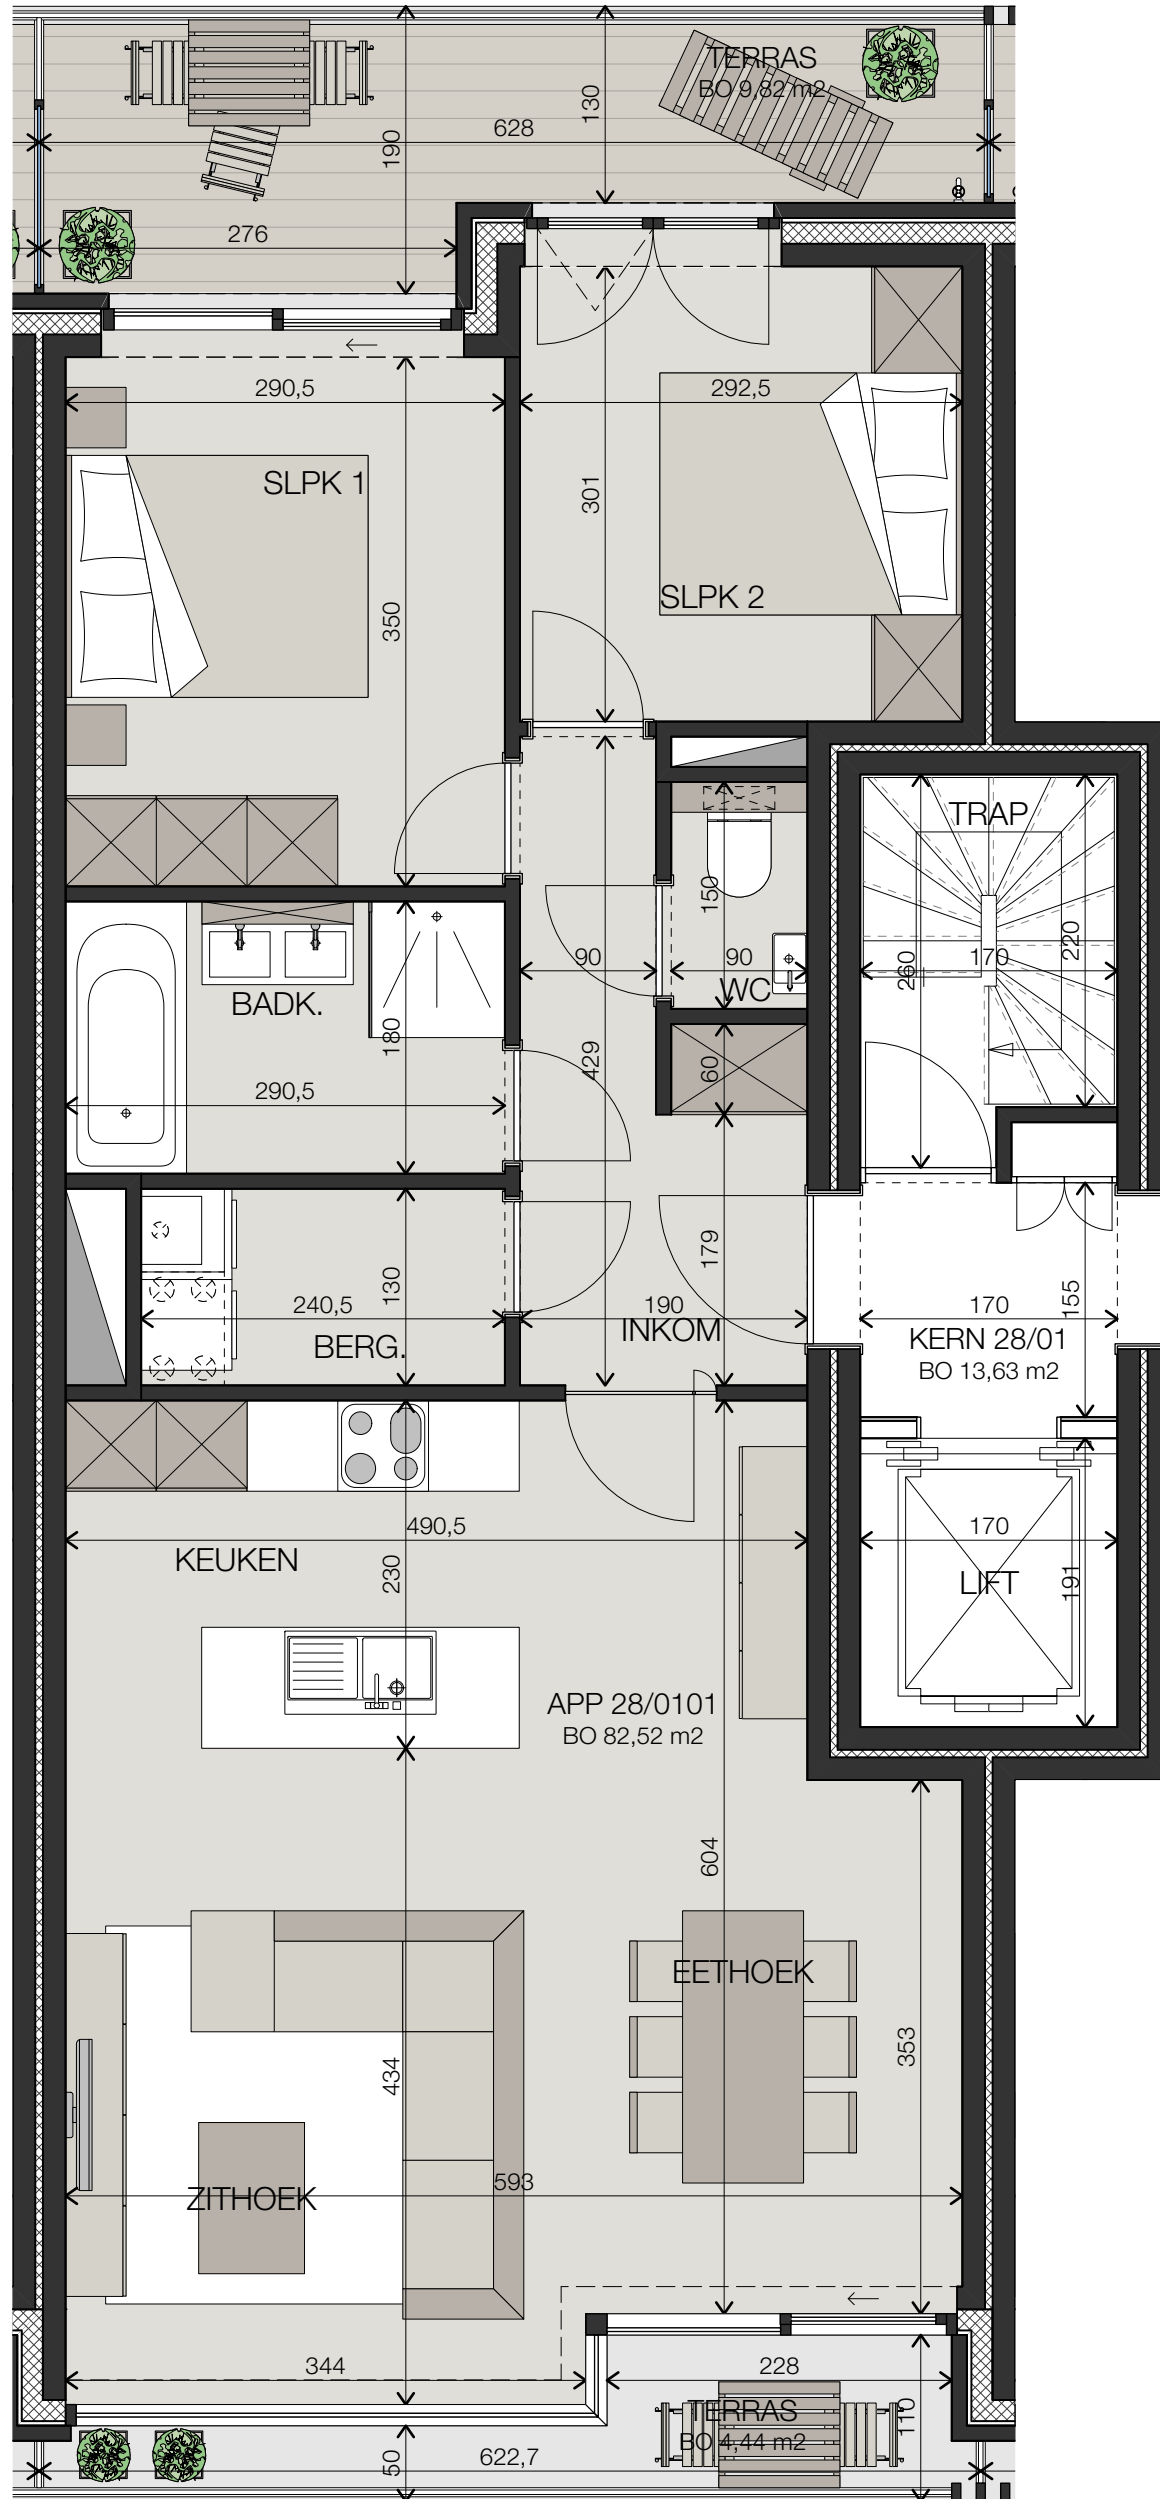 TERRAS
BO 9,82 m2
130
628
190
276
290,5
292,5
SLPK 1
301
SLPK 2
350
TRAP
150
220
90
90
170
260
WC
BADK.
180
429
60
290,5
179
130
155
240,5
190
170
INKOM
KERN 28/01
BERG.
BO 13,63 m2
490,5
170
KEUKEN
230
LIFT
191
APP 28/0101
BO 82,52 m2
604
EETHOEK
353
434
593
ZITHOEK
344
228
TERRAS
110
BO 4,44 m2
50
622,7